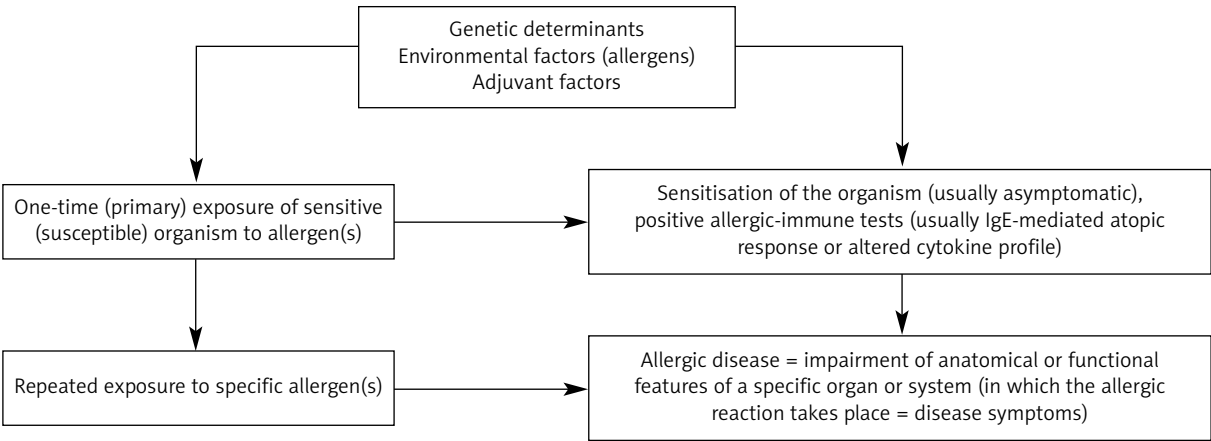 Genetic determinants
Environmental factors (allergens)
Adjuvant factors
One-time (primary) exposure of sensitive
(susceptible) organism to allergen(s)
Sensitisation of the organism (usually asymptomatic),
positive allergic-immune tests (usually IgE-mediated atopic
response or altered cytokine profile)
Repeated exposure to specific allergen(s)
Allergic disease = impairment of anatomical or functional
features of a specific organ or system (in which the allergic
reaction takes place = disease symptoms)